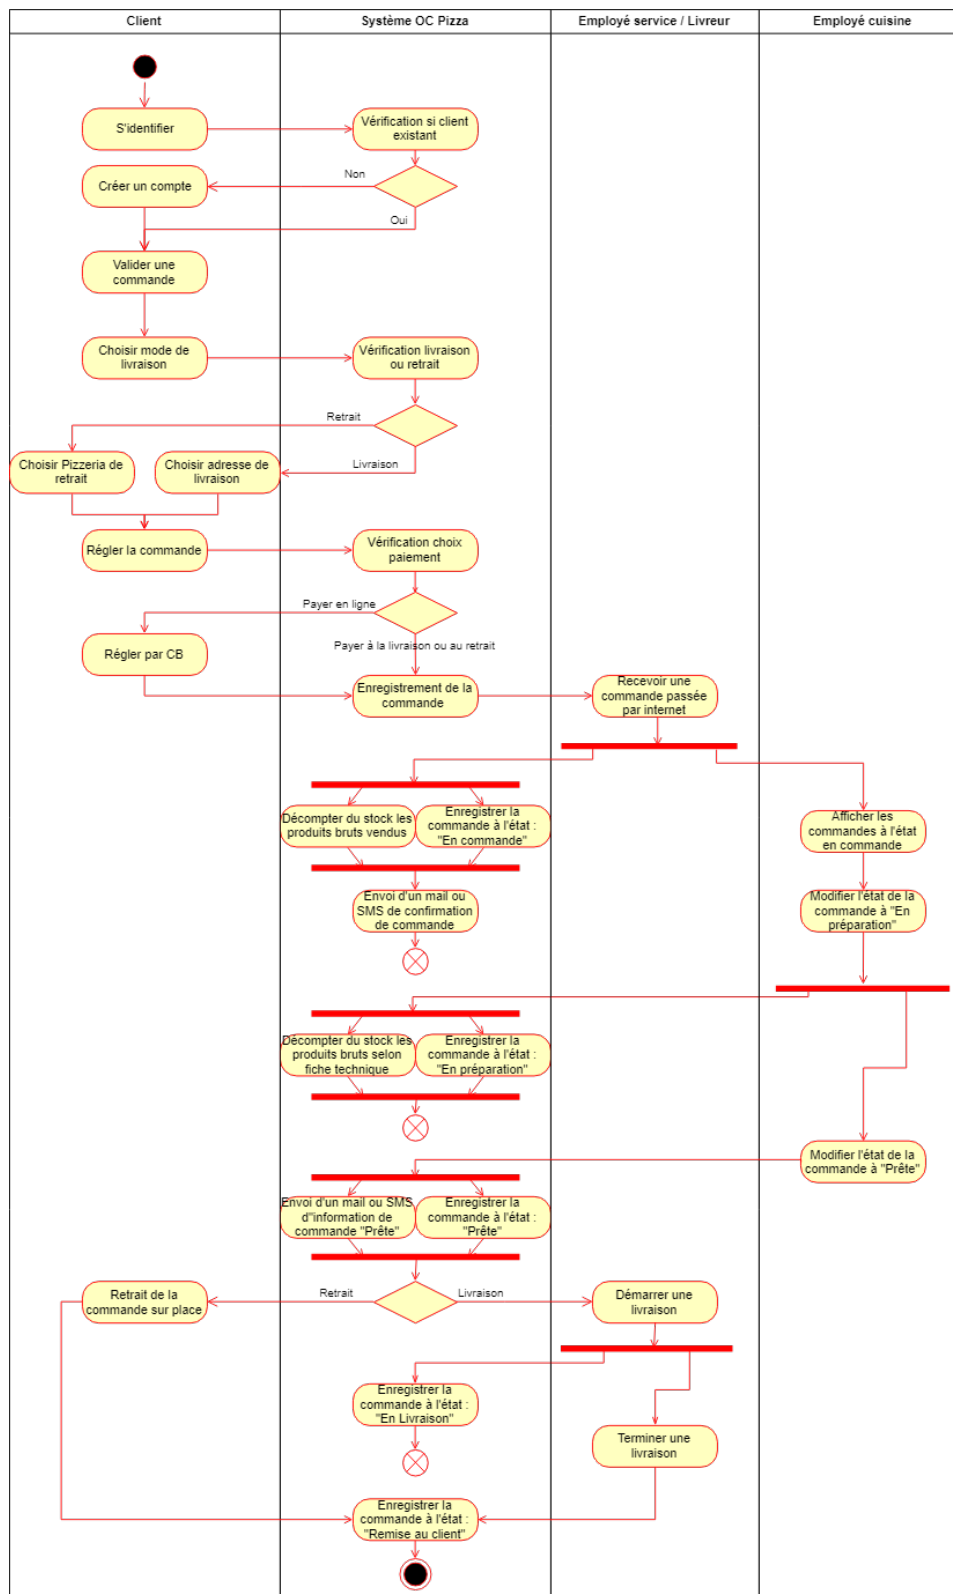 Client
Système OC Pizza
Employé service / Livreur
Employé cuisine
S'identifier
Vérification si client
existant
Non
Créer un compte
Oui
Valider une
commande
Choisir mode de
livraison
Vérification livraison
ou retrait
Retrait
Choisir Pizzeria de
retrait
Choisir adresse de
livraison
Livraison
Régler la commande
Vérification choix
paiement
Payer en ligne
Payer à la livraison ou au retrait
Régler par CB
Enregistrement de la
commande
Recevoir une
commande passée
par internet
Décompter du stock les
produits bruts vendus
Enregistrer la
commande à l'état :
"En commande"
Afficher les
commandes à l'état
en commande
Envoi d'un mail ou
SMS de confirmation
de commande
Modifier l'état de la
commande à "En
préparation"
Décompter du stock les
produits bruts selon
fiche technique
Enregistrer la
commande à l'état :
"En préparation"
Modifier l'état de la
commande à "Prête"
Envoi d'un mail ou SMS
d"information de
commande "Prête"
Enregistrer la
commande à l'état :
"Prête"
Retrait de la
commande sur place
Retrait
Livraison
Démarrer une
livraison
Enregistrer la
commande à l'état :
"En Livraison"
Terminer une
livraison
Enregistrer la
commande à l'état :
"Remise au client"